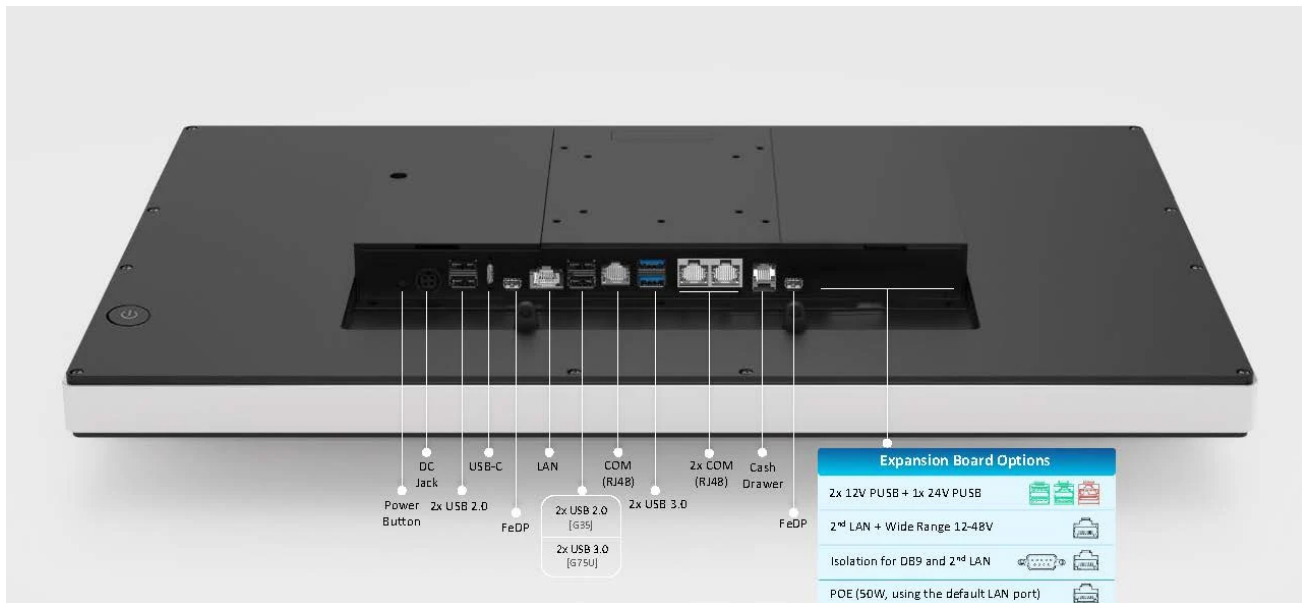 DC
Jack
USB-C
LAN
COM
(RJ48)
2x COM
(RJ48)
Cash
Drawer
Power
Button
2x USB 2.0
FeDP
2x USB 2.0
[G35J]
2x USB 3.0
[G75U]
2x USB 3.0
FeDP
Expansion Board Options
2x 12V PUSB + 1x 24V PUSB
2nd LAN + Wide Range 12-48V
Isolation for DB9 and 2nd LAN
POE (50W, using the default LAN port)